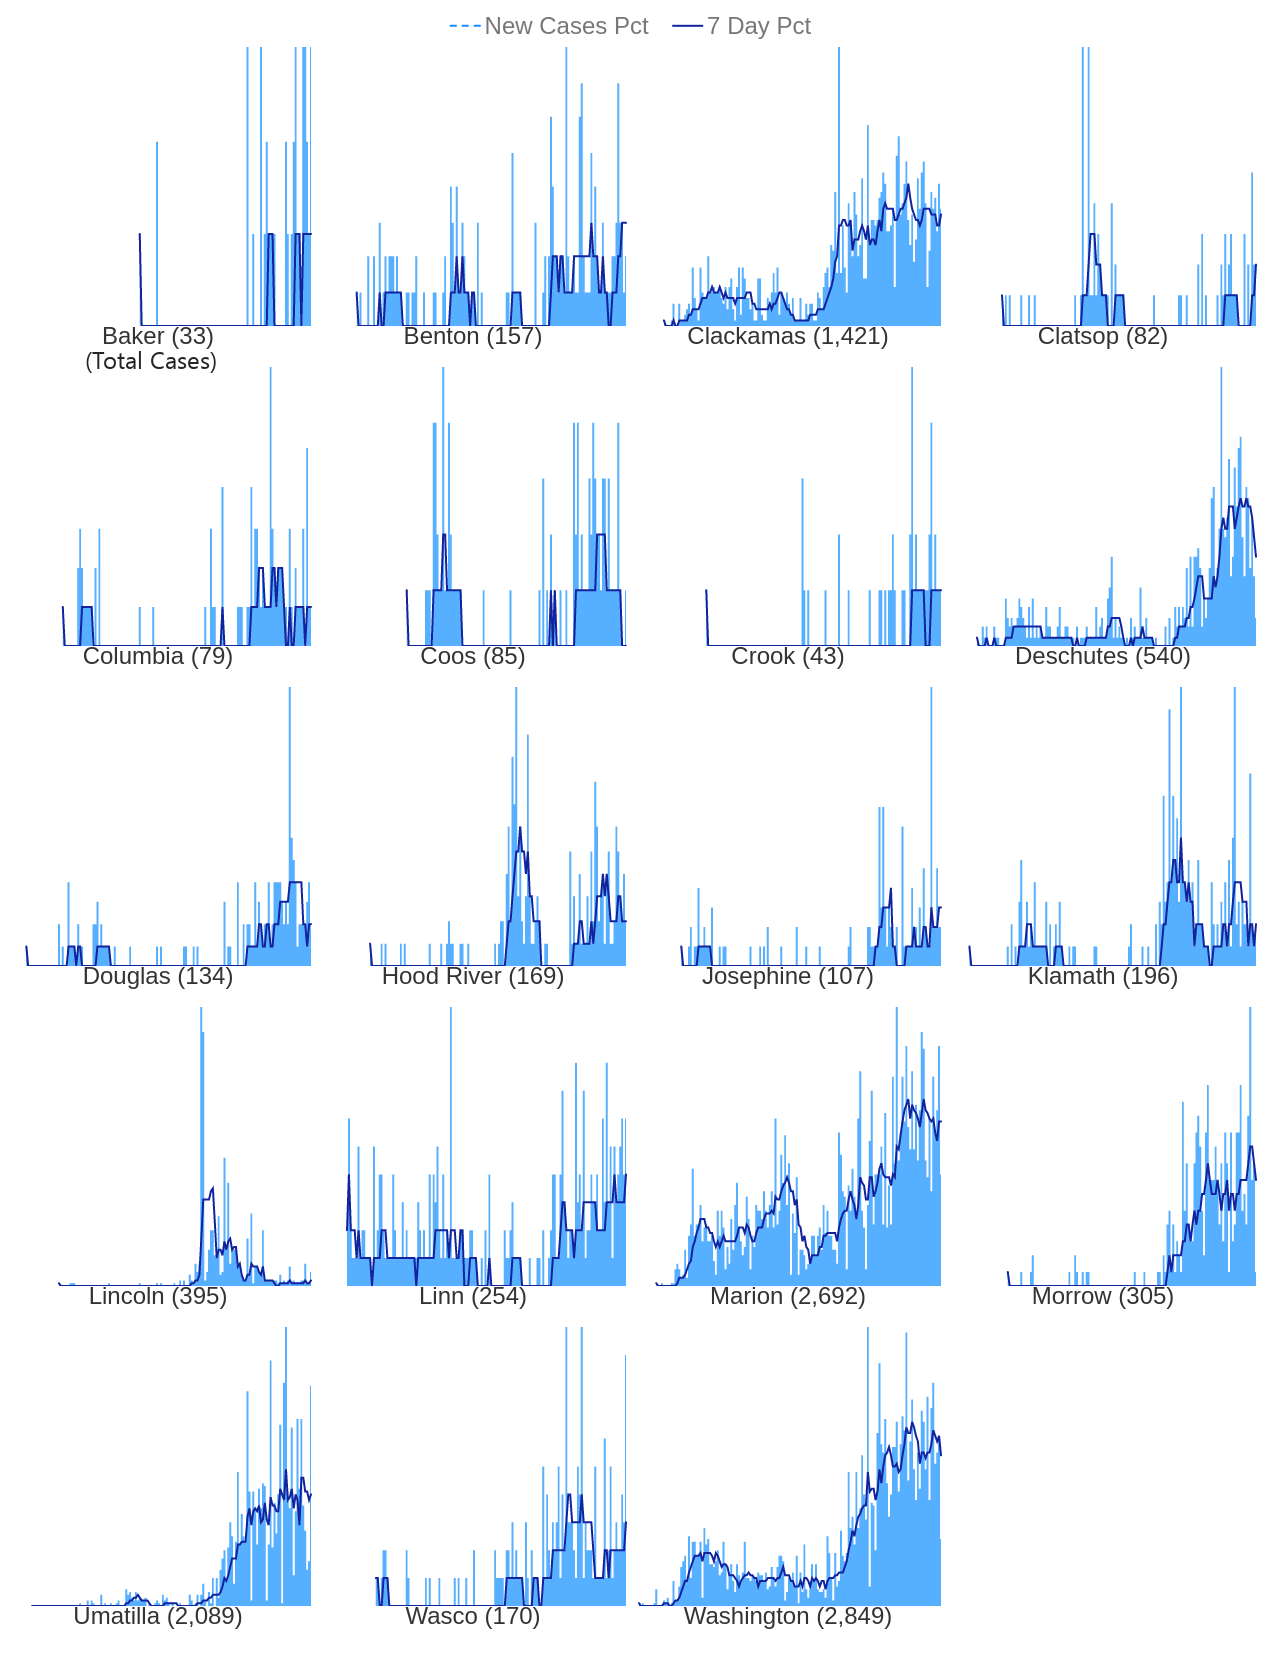 New Cases Pct 7 Day Pct
Baker (33) Benton (157) Clackamas (1,421) Clatsop (82)
(Total Cases)
Columbia (79) Coos (85) Crook (43) Deschutes (540)
Douglas (134) Hood River (169) Josephine (107) Klamath (196)
Lincoln (395) Linn (254) Marion (2,692) Morrow (305)
Umatilla (2,089) Wasco (170) Washington (2,849)